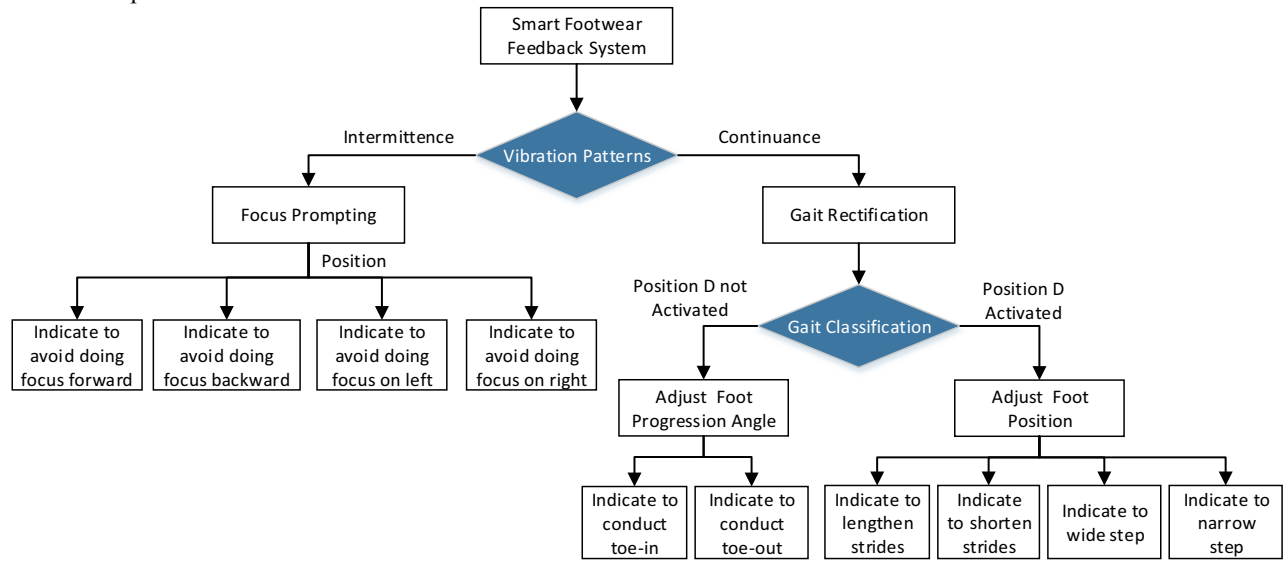 Smart Footwear
Feedback System
Intermittence
Vibration Patterns
Continuance
Focus Prompting
Gait Rectification
Position
Position D not
Activated
Gait Classification
Position D
Activated
Indicate to
avoid doing
focus forward
Indicate to
avoid doing
focus backward
Indicate to
avoid doing
focus on left
Indicate to
avoid doing
focus on right
Adjust Foot
Progression Angle
Adjust Foot
Position
Indicate to
conduct
toe-in
Indicate to
conduct
toe-out
Indicate to
lengthen
strides
Indicate
to shorten
strides
Indicate to
wide step
Indicate to
narrow
step